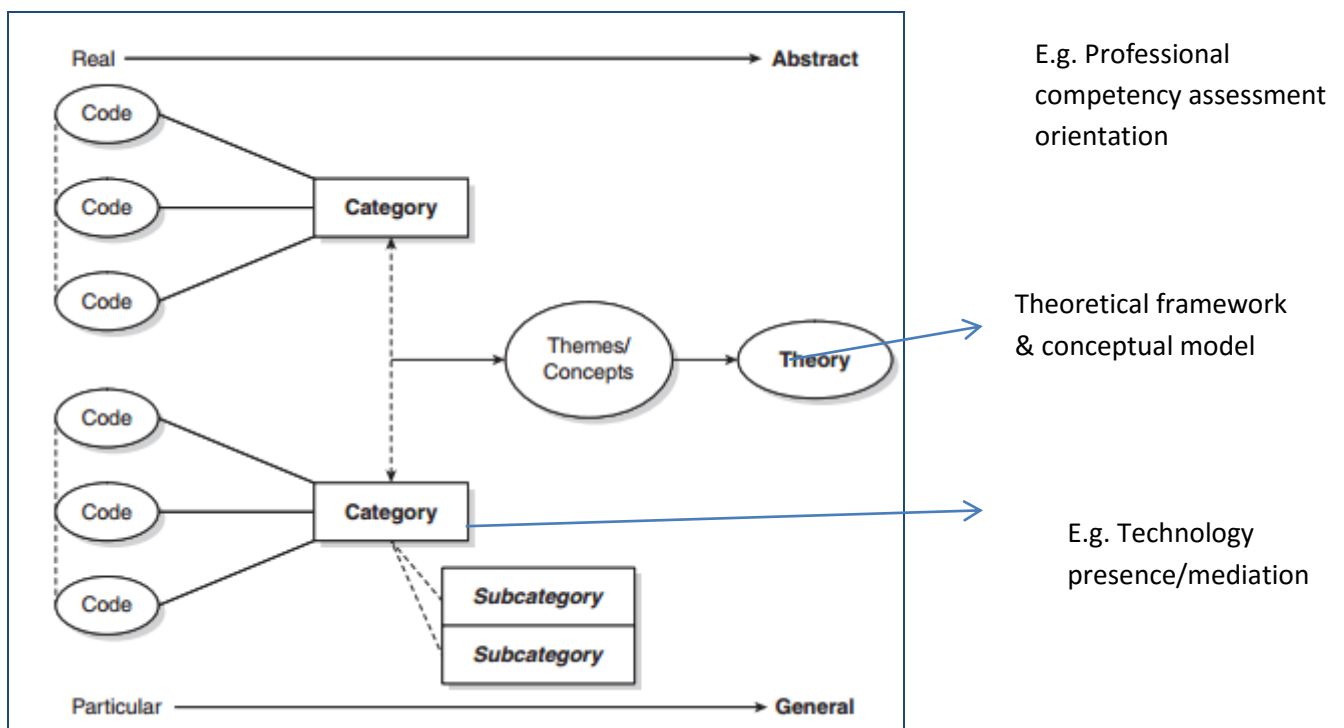 Real
Abstract
Code
Code
Category
Code
Themes/
Concepts
Theory
Code
Code
Category
Code
Subcategory
Subcategory
Particular
General
E.g. Professional
competency assessment
orientation
Theoretical framework
& conceptual model
E.g. Technology
presence/mediation